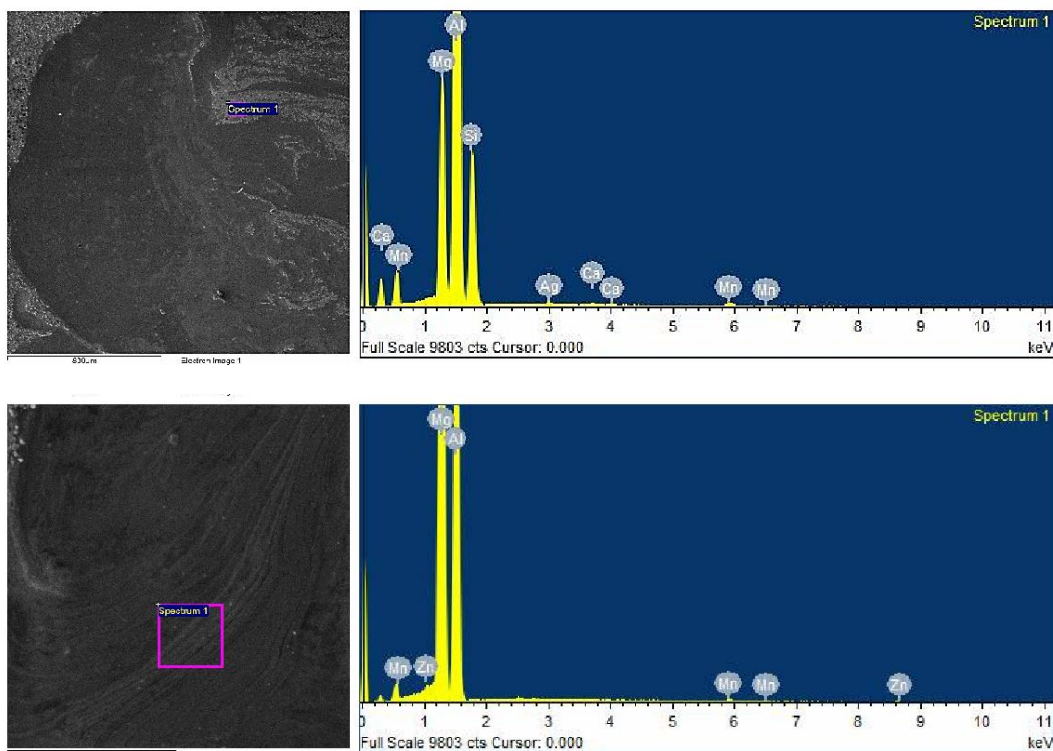 Spectrum 1
500µm
Electron Image 1
Spectrum 1
Al
Mg
Si
Ca
Mn
Ag
Ca
Ca
Mn
Mn
0 1 2 3 4 5 6 7 8 9 10 11
Full Scale 9803 cts Cursor: 0.000 keV
Spectrum 1
Spectrum 1
Mg
Al
Mn
Zn
Mn
Mn
Zn
0 1 2 3 4 5 6 7 8 9 10 11
Full Scale 9803 cts Cursor: 0.000 keV